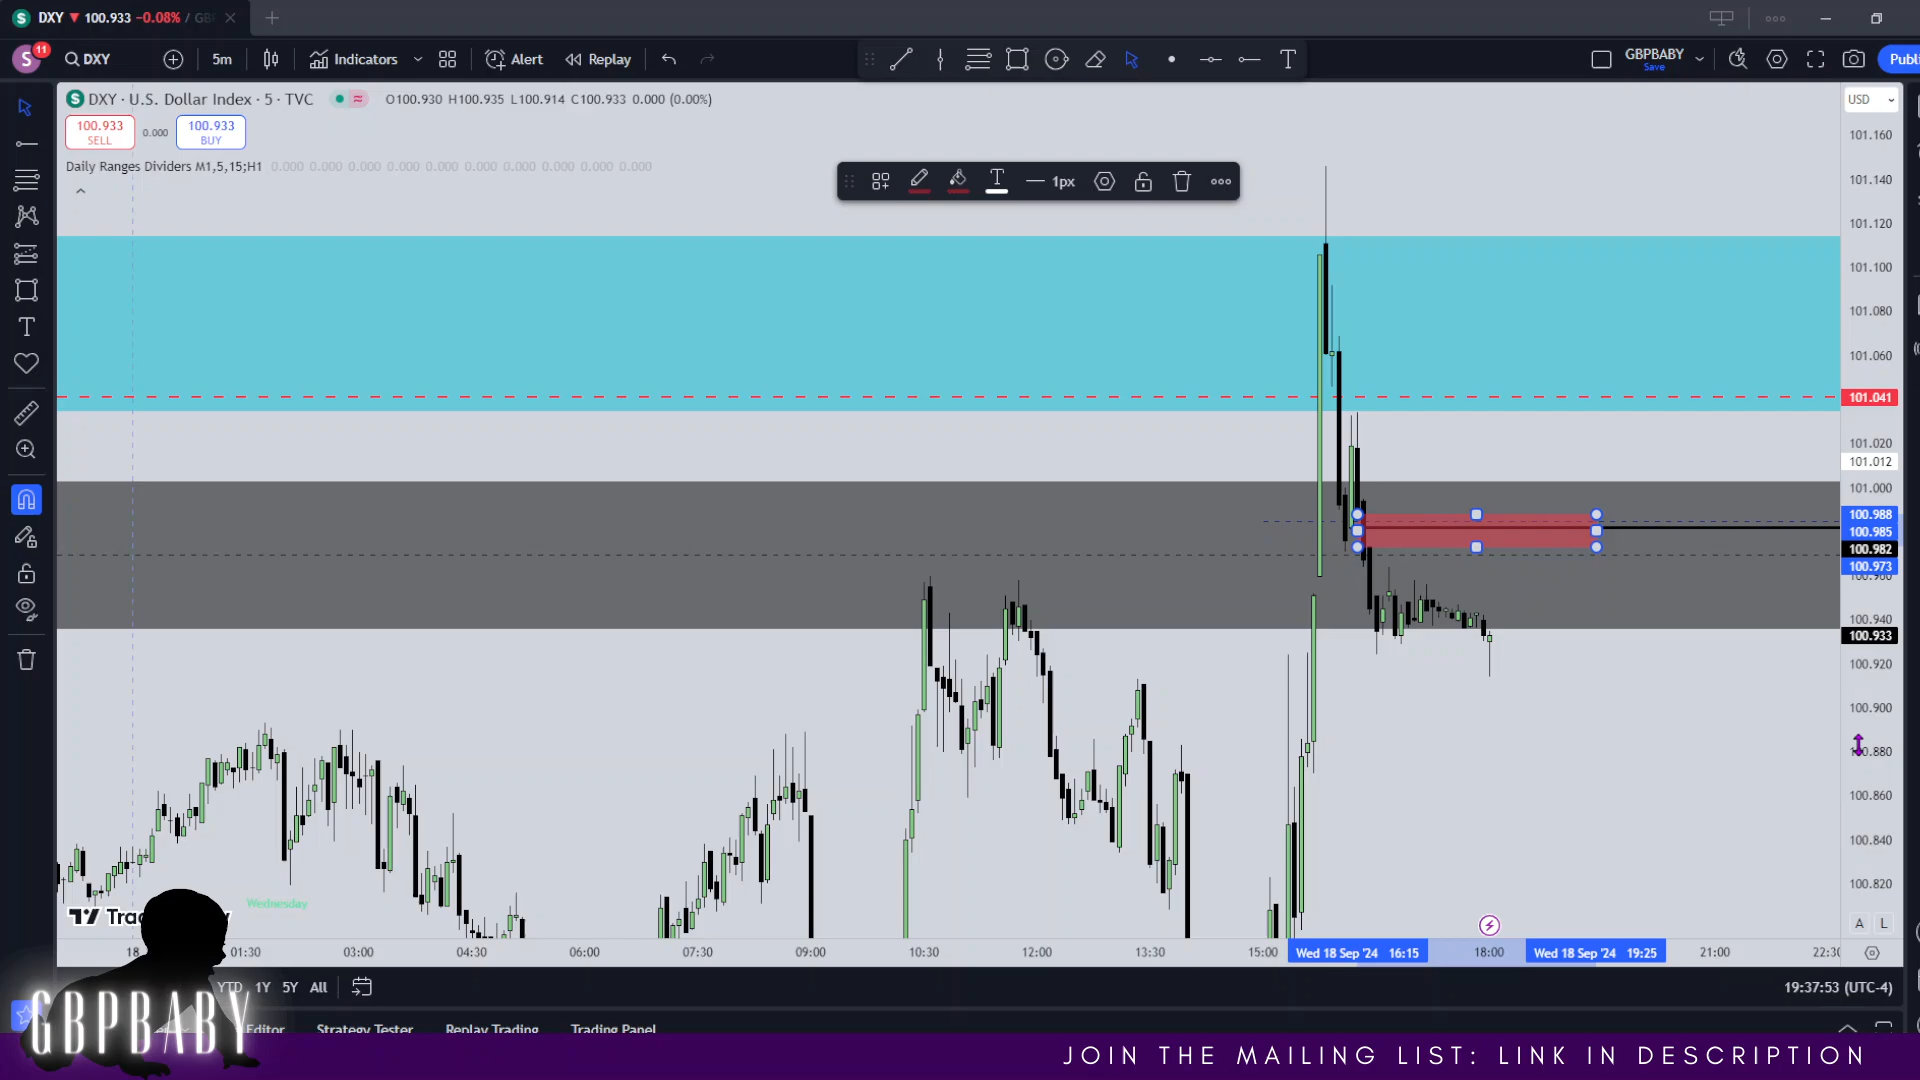 DXY 100.933 -0.08% / GB
11
S DXY 5m Indicators Alert Replay T GBPBABY Save Publi
DXY · U.S. Dollar Index · 5 · TVC O100.930 H100.935 L100.914 C100.933 0.000 (0.00%)
USD
100.933 SELL 0.000 100.933 BUY
Daily Ranges Dividers M1,5,15;H1 0.000 0.000 0.000 0.000 0.000 0.000 0.000 0.000 0.000 0.000
T 1px
101.160
101.140
101.120
101.100
101.080
101.060
101.041
101.020
101.012
101.000
100.988
100.985
100.982
100.973
100.940
100.933
100.920
100.900
100.860
100.840
100.820
Wednesday
A L
18 01:30 03:00 04:30 06:00 07:30 09:00 10:30 12:00 13:30 15:00 Wed 18 Sep '24 16:15 18:00 Wed 18 Sep '24 19:25 21:00
YTD 1Y 5Y All 19:37:53 (UTC-4)
Editor Strategy Tester Replay Trading Trading Panel
GBPBABY
JOIN THE MAILING LIST: LINK IN DESCRIPTION